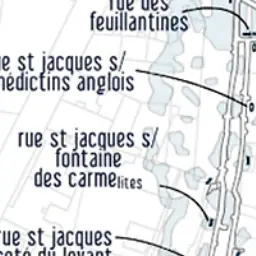 rue des
feuillantines
rue st jacques s/
bénédictins anglois
rue st jacques s/
fontaine
des carmelites
rue st jacques
coté du levant